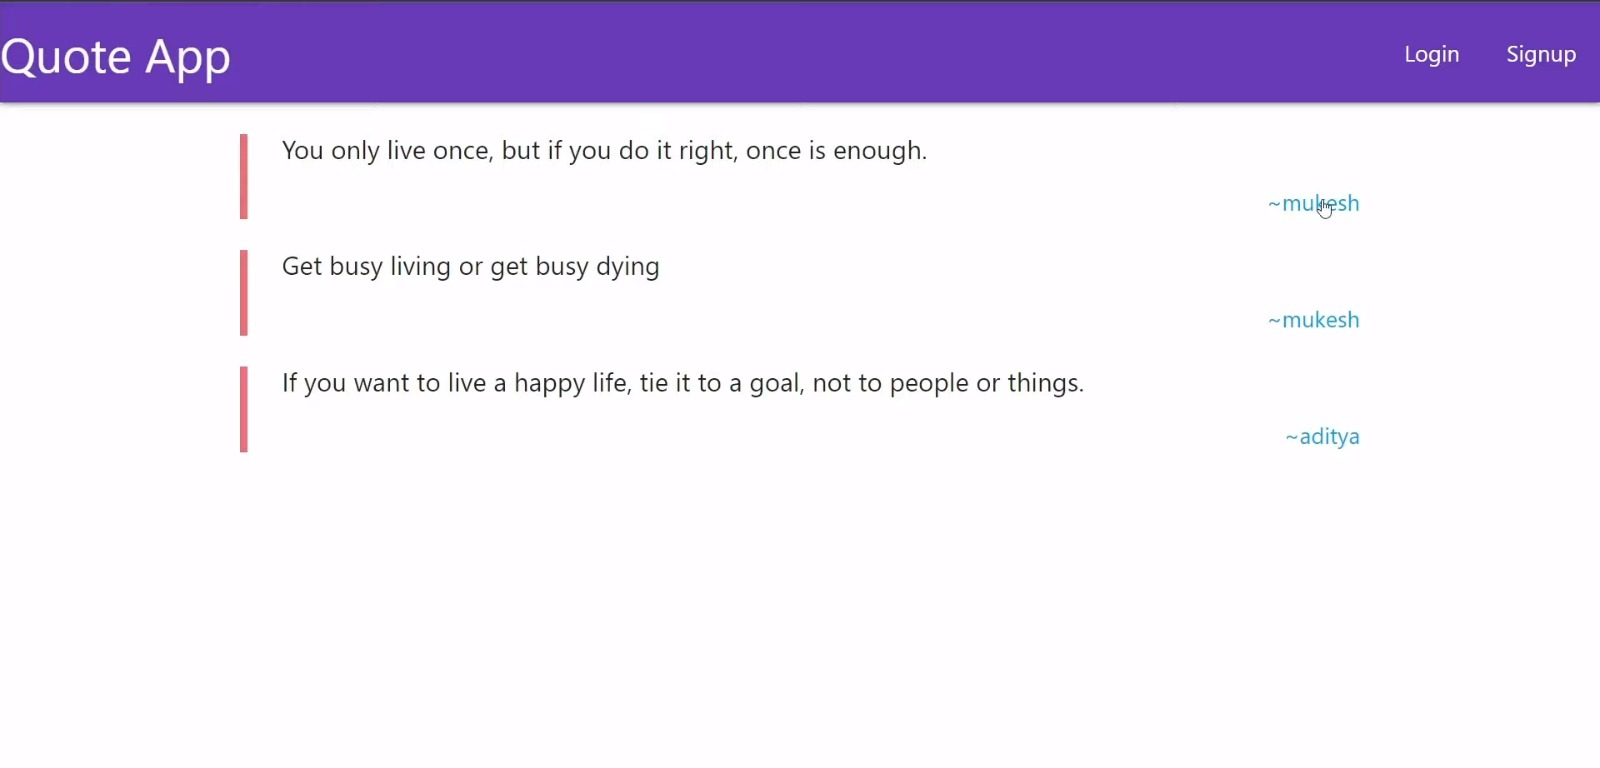 Quote App
Login Signup
You only live once, but if you do it right, once is enough.
~mukesh
Get busy living or get busy dying
~mukesh
If you want to live a happy life, tie it to a goal, not to people or things.
~aditya